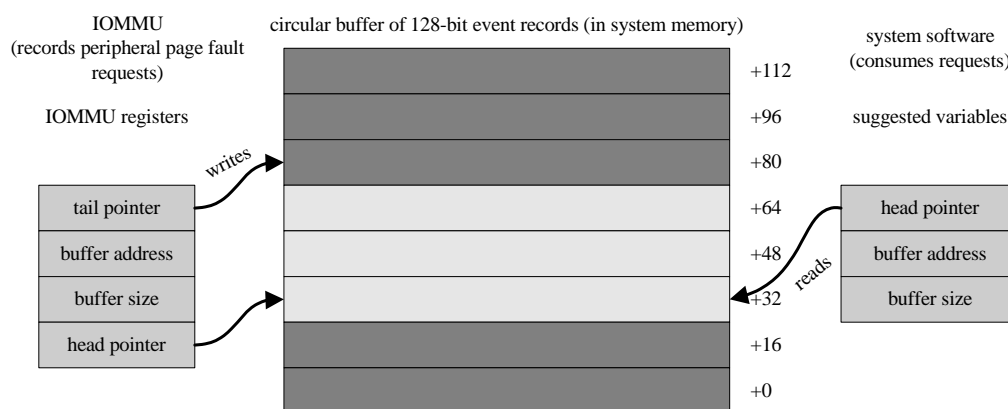 IOMMU
(records peripheral page fault
requests)
circular buffer of 128-bit event records (in system memory)
system software
(consumes requests)
IOMMU registers
suggested variables
writes
reads
tail pointer
buffer address
buffer size
head pointer
+112
+96
+80
+64
+48
+32
+16
+0
head pointer
buffer address
buffer size